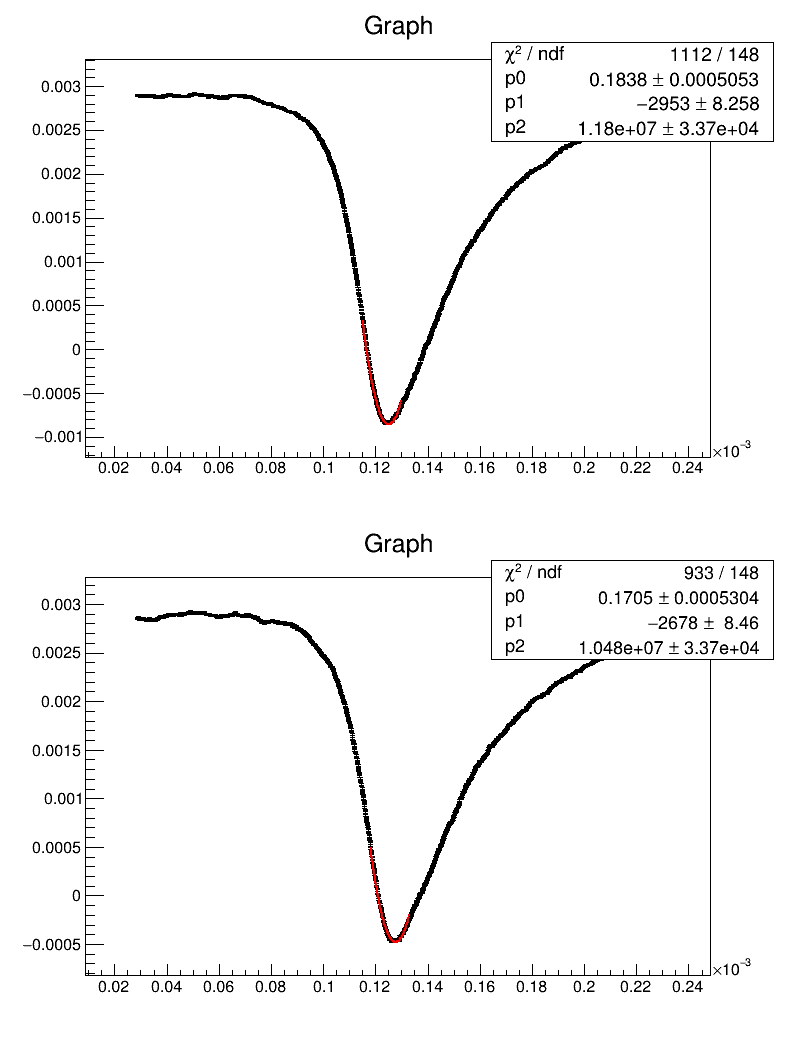 Graph
χ² / ndf 1112 / 148
p0 0.1838 ± 0.0005053
p1 −2953 ± 8.258
p2 1.18e+07 ± 3.37e+04
0.003
0.0025
0.002
0.0015
0.001
0.0005
0
−0.0005
−0.001
0.02 0.04 0.06 0.08 0.1 0.12 0.14 0.16 0.18 0.2 0.22 0.24
×10⁻³
Graph
χ² / ndf 933 / 148
p0 0.1705 ± 0.0005304
p1 −2678 ± 8.46
p2 1.048e+07 ± 3.37e+04
0.003
0.0025
0.002
0.0015
0.001
0.0005
0
−0.0005
0.02 0.04 0.06 0.08 0.1 0.12 0.14 0.16 0.18 0.2 0.22 0.24
×10⁻³